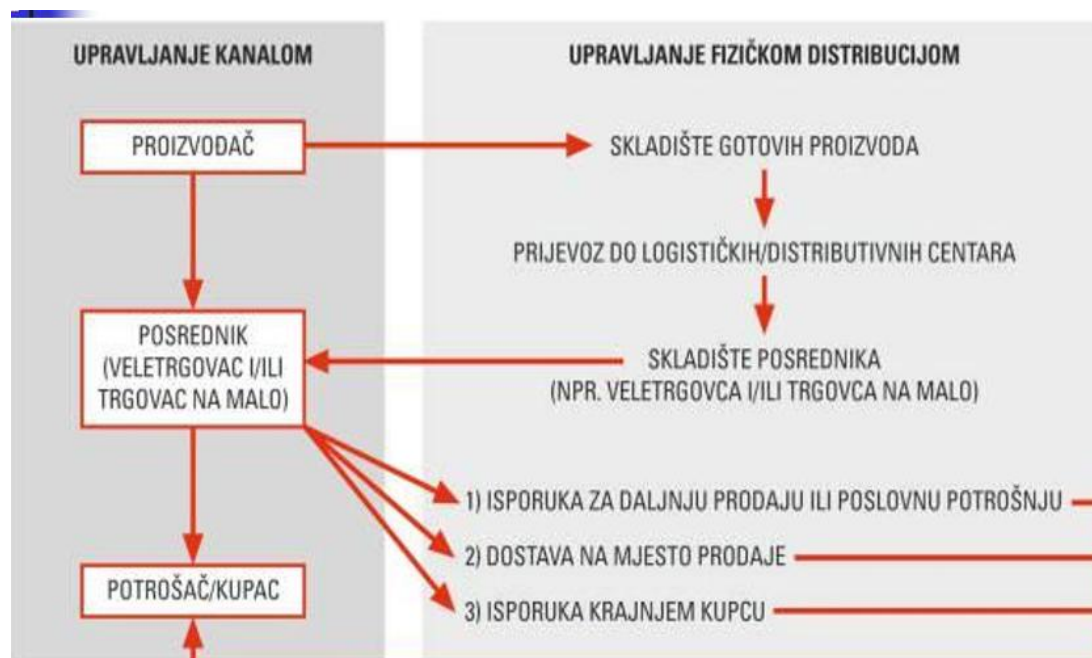 UPRAVLJANJE KANALOM
UPRAVLJANJE FIZIČKOM DISTRIBUCIJOM
PROIZVOĐAČ
SKLADIŠTE GOTOVIH PROIZVODA
PRIJEVOZ DO LOGISTIČKIH/DISTRIBUTIVNIH CENTARA
POSREDNIK
(VELETRGOVAC I/ILI
TRGOVAC NA MALO)
SKLADIŠTE POSREDNIKA
(NPR. VELETRGOVCA I/ILI TRGOVCA NA MALO)
1) ISPORUKA ZA DALJNJU PRODAJU ILI POSLOVNU POTROŠNJU
2) DOSTAVA NA MJESTO PRODAJE
3) ISPORUKA KRAJNJEM KUPCU
POTROŠAČ/KUPAC